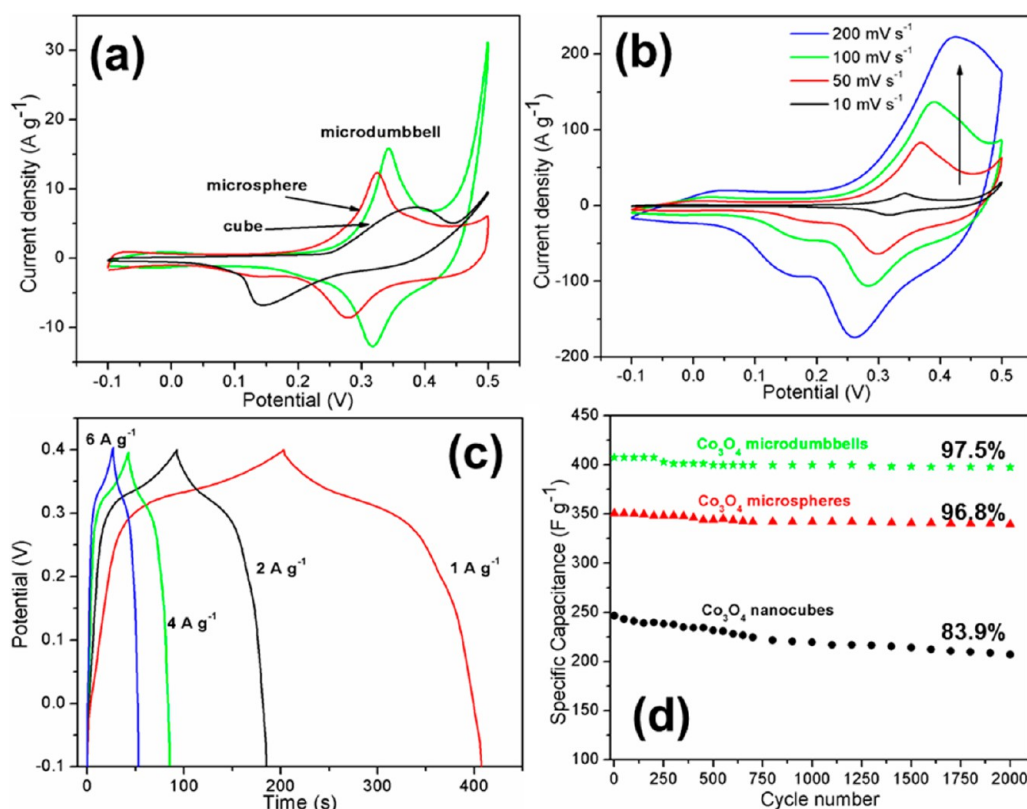 (a)
30
20
10
0
-10
Current density (A g⁻¹)
microdumbbell
microsphere
cube
-0.1 0.0 0.1 0.2 0.3 0.4 0.5
Potential (V)
(b)
200
100
0
-100
-200
Current density (A g⁻¹)
200 mV s⁻¹
100 mV s⁻¹
50 mV s⁻¹
10 mV s⁻¹
-0.1 0.0 0.1 0.2 0.3 0.4 0.5
Potential (V)
(c)
0.4
0.3
0.2
0.1
0.0
-0.1
Potential (V)
6 A g⁻¹
4 A g⁻¹
2 A g⁻¹
1 A g⁻¹
0 100 200 300 400
Time (s)
450
400
350
300
250
200
150
100
Specific Capacitance (F g⁻¹)
Co₃O₄ microdumbbells 97.5%
Co₃O₄ microspheres 96.8%
Co₃O₄ nanocubes 83.9%
(d)
0 250 500 750 1000 1250 1500 1750 2000
Cycle number